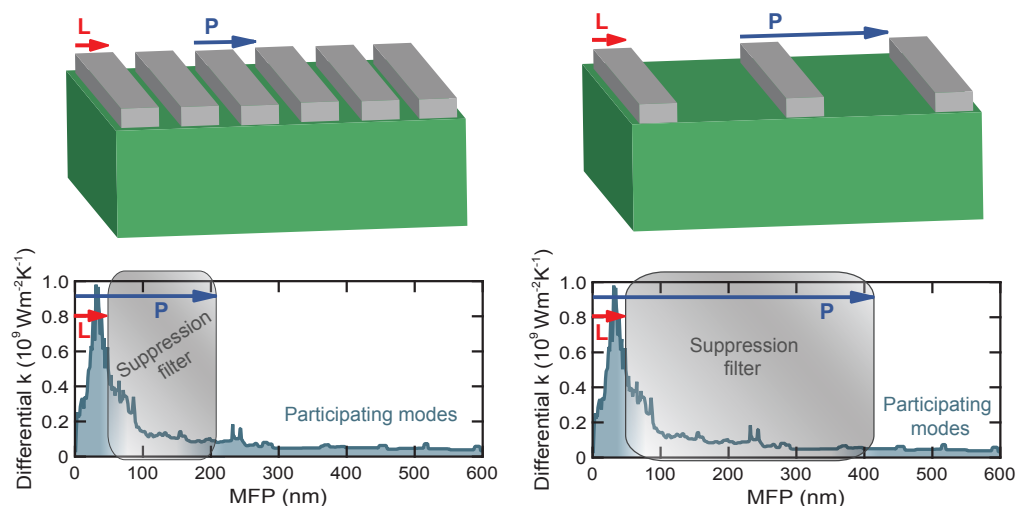 L
P
L
P
Differential k (10⁹ Wm⁻²K⁻¹)
1.0
0.8
0.6
0.4
0.2
0
P
L
Suppression
filter
Participating modes
0
100
200
300
400
500
600
MFP (nm)
Differential k (10⁹ Wm⁻²K⁻¹)
1.0
0.8
0.6
0.4
0.2
0
P
L
Suppression
filter
Participating
modes
0
100
200
300
400
500
600
MFP (nm)